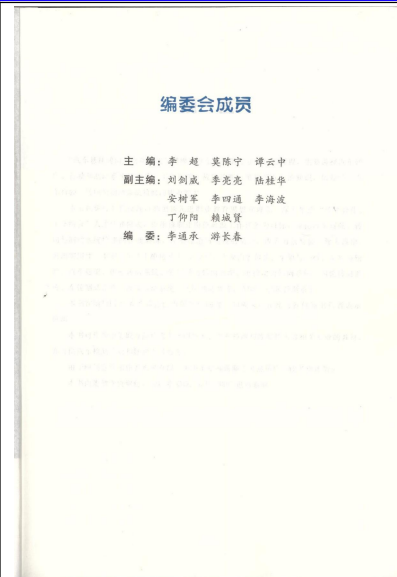 编委会成员
主　编：李　超　莫陈宁　谭云中
副主编：刘剑威　季亮亮　陆桂华
安树军　李四通　李海波
丁仰阳　赖城贤
编　委：李通承　游长春